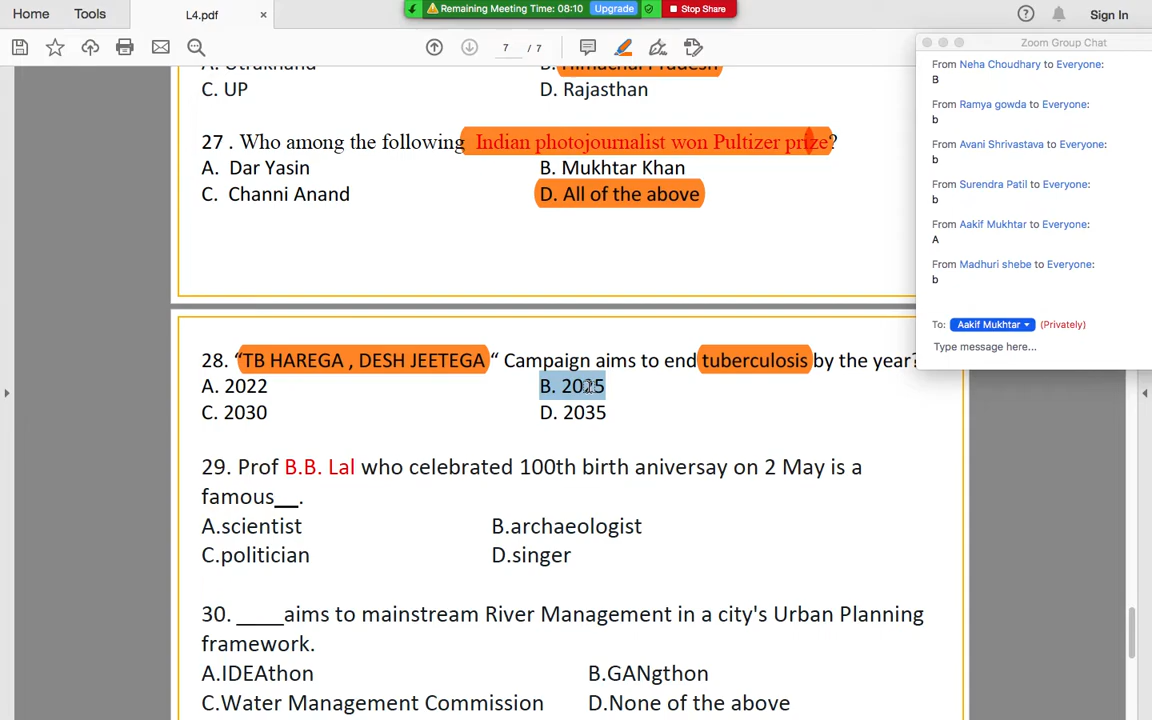 Remaining Meeting Time: 08:10 Upgrade Stop Share
Home Tools L4.pdf × Sign In
7 / 7
Zoom Group Chat
From Neha Choudhary to Everyone:
B
From Ramya gowda to Everyone:
b
From Avani Shrivastava to Everyone:
b
From Surendra Patil to Everyone:
b
From Aakif Mukhtar to Everyone:
A
From Madhuri shebe to Everyone:
b
To: Aakif Mukhtar (Privately)
Type message here...
C. UP D. Rajasthan
27 . Who among the following Indian photojournalist won Pultizer prize?
A. Dar Yasin B. Mukhtar Khan
C. Channi Anand D. All of the above
28. “TB HAREGA , DESH JEETEGA “ Campaign aims to end tuberculosis by the year?
A. 2022 B. 2025
C. 2030 D. 2035
29. Prof B.B. Lal who celebrated 100th birth aniversay on 2 May is a
famous__.
A.scientist B.archaeologist
C.politician D.singer
30. ____aims to mainstream River Management in a city's Urban Planning
framework.
A.IDEAthon B.GANgthon
C.Water Management Commission D.None of the above